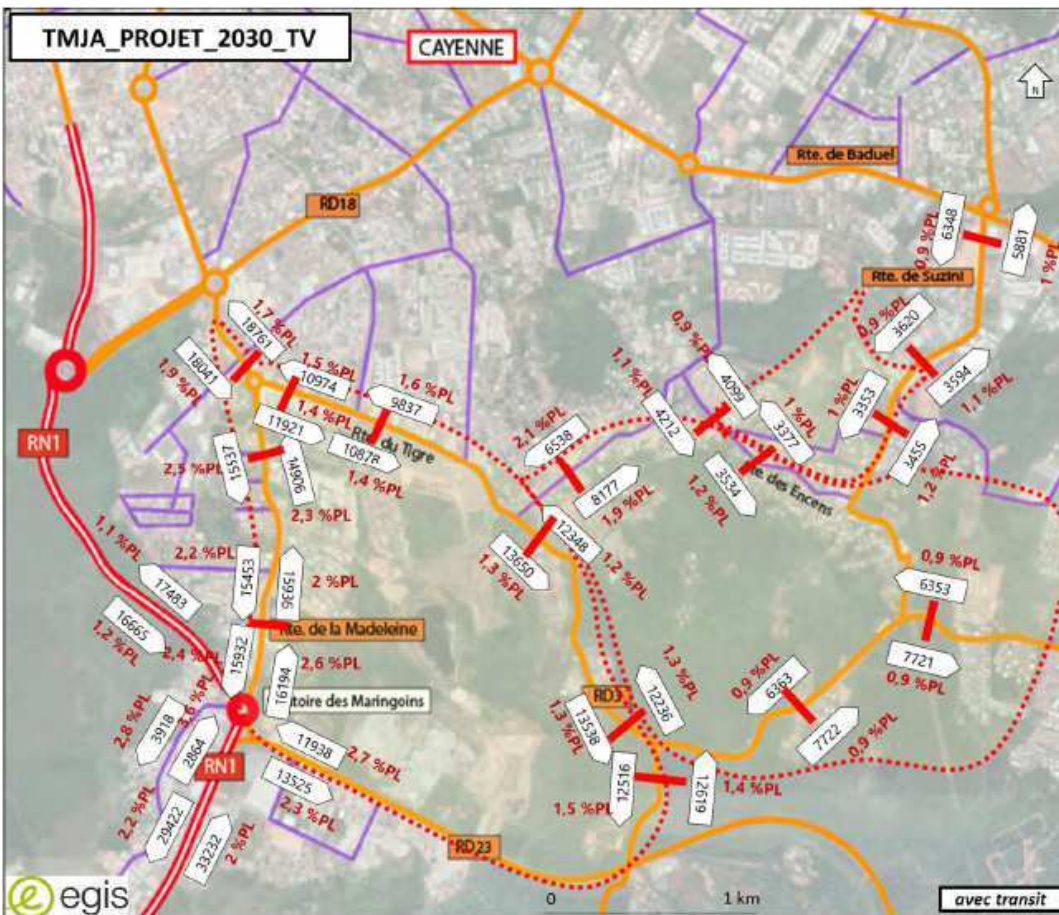 TMJA_PROJET_2030_TV
CAYENNE
N
Rte. de Baduel
RD18
0.9 %PL
6348
5881
1 %PL
Rte. de Suzini
1,7 %PL
18761
18041
1,9 %PL
1,5 %PL
10974
11921
1,4 %PL
1,6 %PL
9837
10878
1,4 %PL
Rte. du Tigre
0,9 %PL
4099
1,1 %PL
4212
1 %PL
3377
3534
1,2 %PL
0,9 %PL
3620
3594
1,1 %PL
1 %PL
3353
3455
1,2 %PL
RN1
2,5 %PL
15537
14906
2,3 %PL
2,1 %PL
6538
8177
1,9 %PL
e des Encens
12348
1,2 %PL
13650
1,3 %PL
1,1 %PL
17483
16665
1,2 %PL
2,2 %PL
15453
15936
2 %PL
Rte. de la Madeleine
0,9 %PL
6353
7721
0,9 %PL
2,4 %PL
15932
16194
2,6 %PL
toire des Maringoins
2,8 %PL
3918
3,6 %PL
2864
RN1
RD3
1,3 %PL
12236
13538
1,3 %PL
0,9 %PL
6363
7722
0,9 %PL
11938
2,7 %PL
13525
2,3 %PL
12516
1,5 %PL
12619
1,4 %PL
2,2 %PL
29422
33232
2 %PL
RD23
egis
0
1 km
avec transit